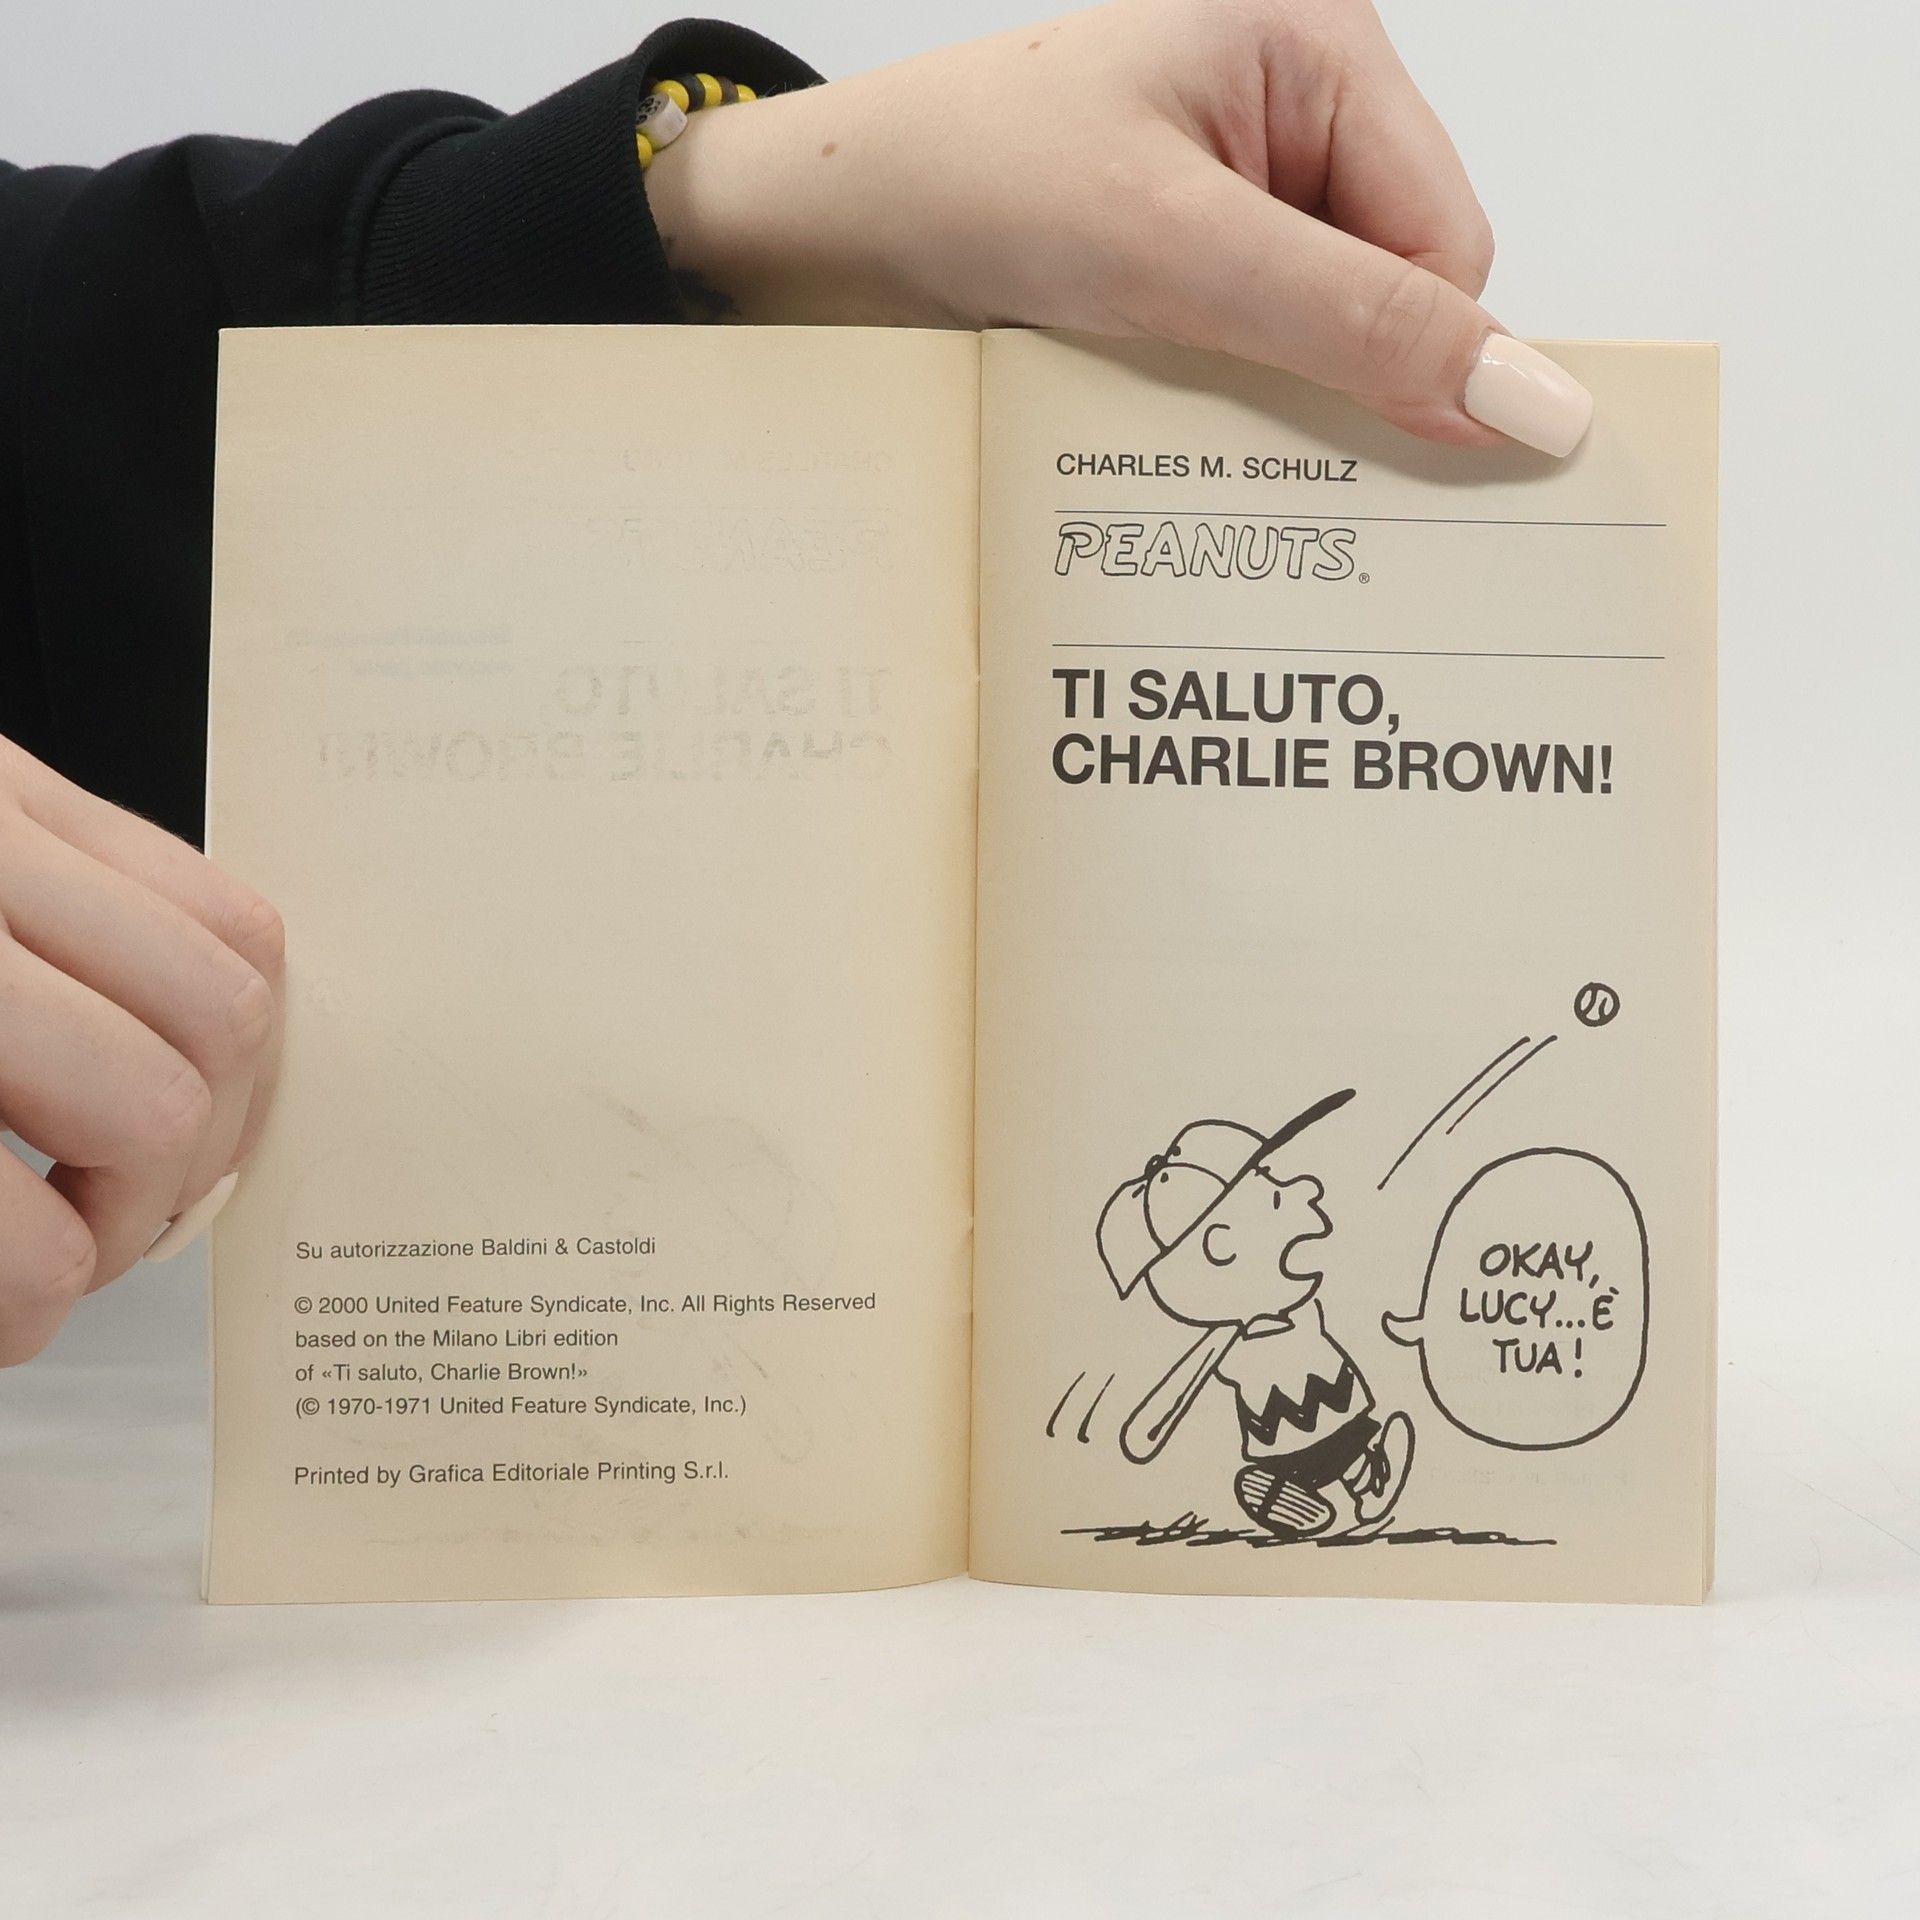 Su autorizzazione Baldini & Castoldi
© 2000 United Feature Syndicate, Inc. All Rights Reserved
based on the Milano Libri edition
of «Ti saluto, Charlie Brown!»
(© 1970-1971 United Feature Syndicate, Inc.)
Printed by Grafica Editoriale Printing S.r.l.
CHARLES M. SCHULZ
PEANUTS®
TI SALUTO,
CHARLIE BROWN!
OKAY,
LUCY...È
TUA!